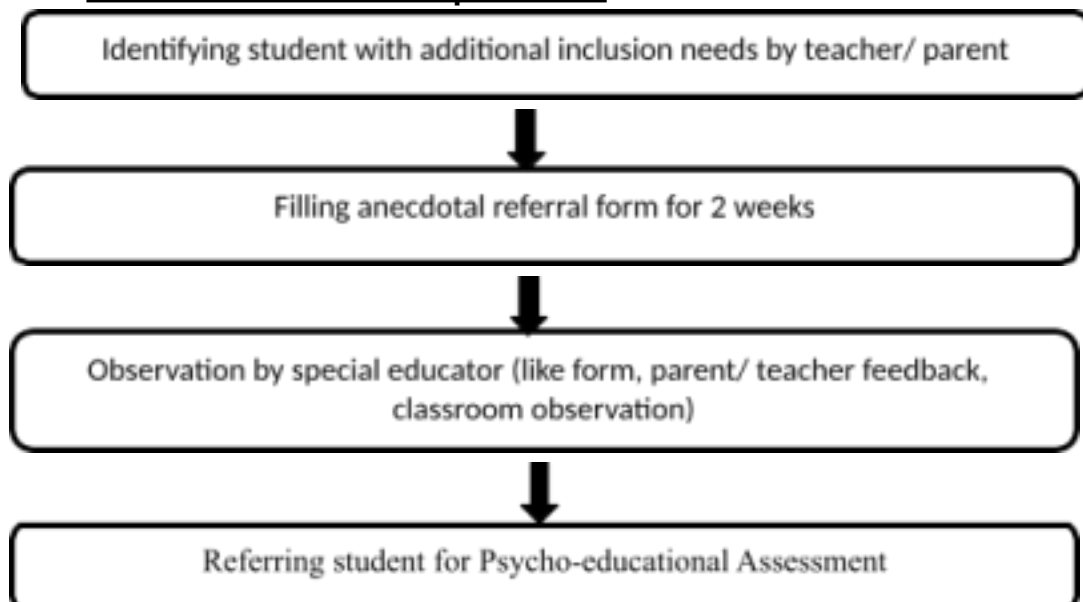 Identifying student with additional inclusion needs by teacher/ parent
Filling anecdotal referral form for 2 weeks
Observation by special educator (like form, parent/ teacher feedback,
classroom observation)
Referring student for Psycho-educational Assessment